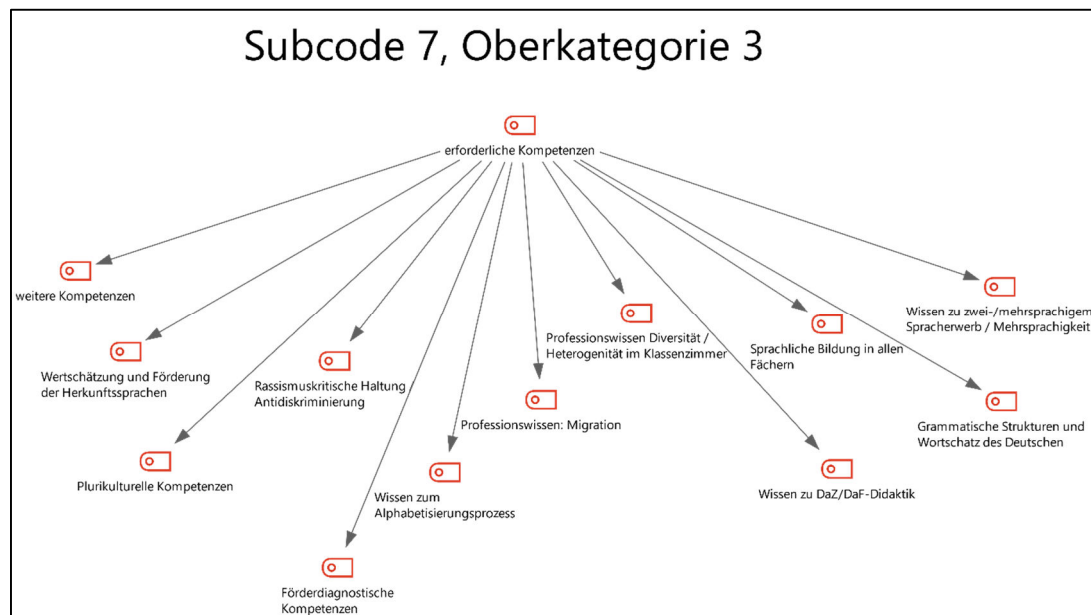 Subcode 7, Oberkategorie 3
erforderliche Kompetenzen
weitere Kompetenzen
Wertschätzung und Förderung
der Herkunftssprachen
Plurikulturelle Kompetenzen
Rassismuskritische Haltung /
Antidiskriminierung
Förderdiagnostische
Kompetenzen
Wissen zum
Alphabetisierungsprozess
Professionswissen: Migration
Professionswissen Diversität /
Heterogenität im Klassenzimmer
Wissen zu DaZ/DaF-Didaktik
Sprachliche Bildung in allen
Fächern
Grammatische Strukturen und
Wortschatz des Deutschen
Wissen zu zwei-/mehrsprachigem
Spracherwerb / Mehrsprachigkeit